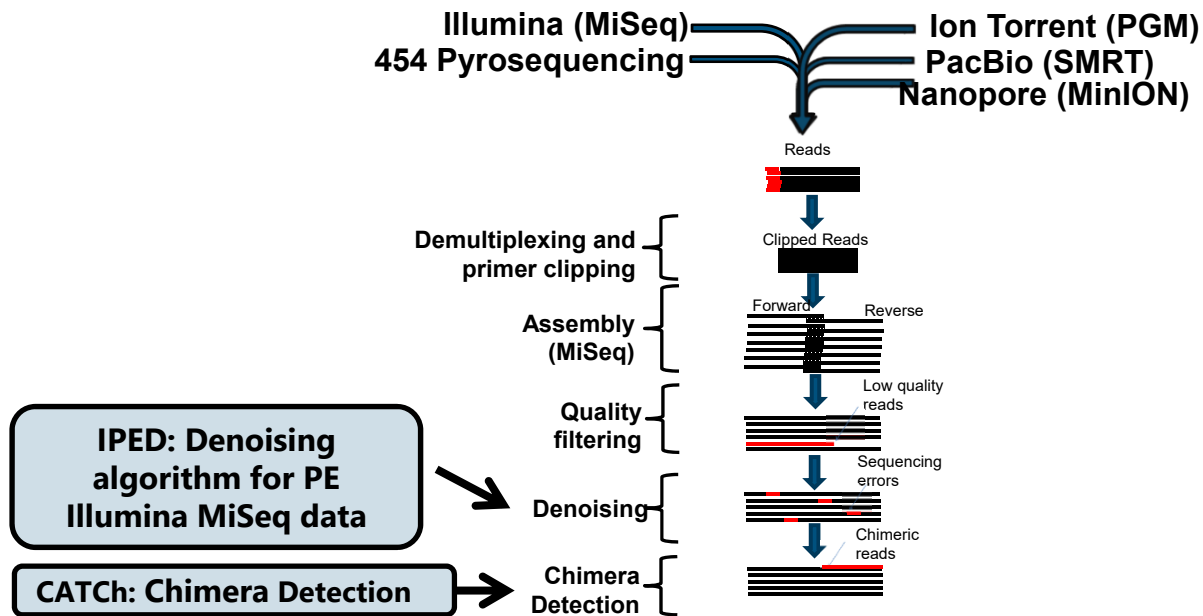 Illumina (MiSeq)
454 Pyrosequencing
Ion Torrent (PGM)
PacBio (SMRT)
Nanopore (MinION)
Reads
Demultiplexing and
primer clipping
Clipped Reads
Assembly
(MiSeq)
Forward
Reverse
Quality
filtering
Low quality
reads
IPED: Denoising
algorithm for PE
Illumina MiSeq data
Denoising
Sequencing
errors
CATCh: Chimera Detection
Chimera
Detection
Chimeric
reads